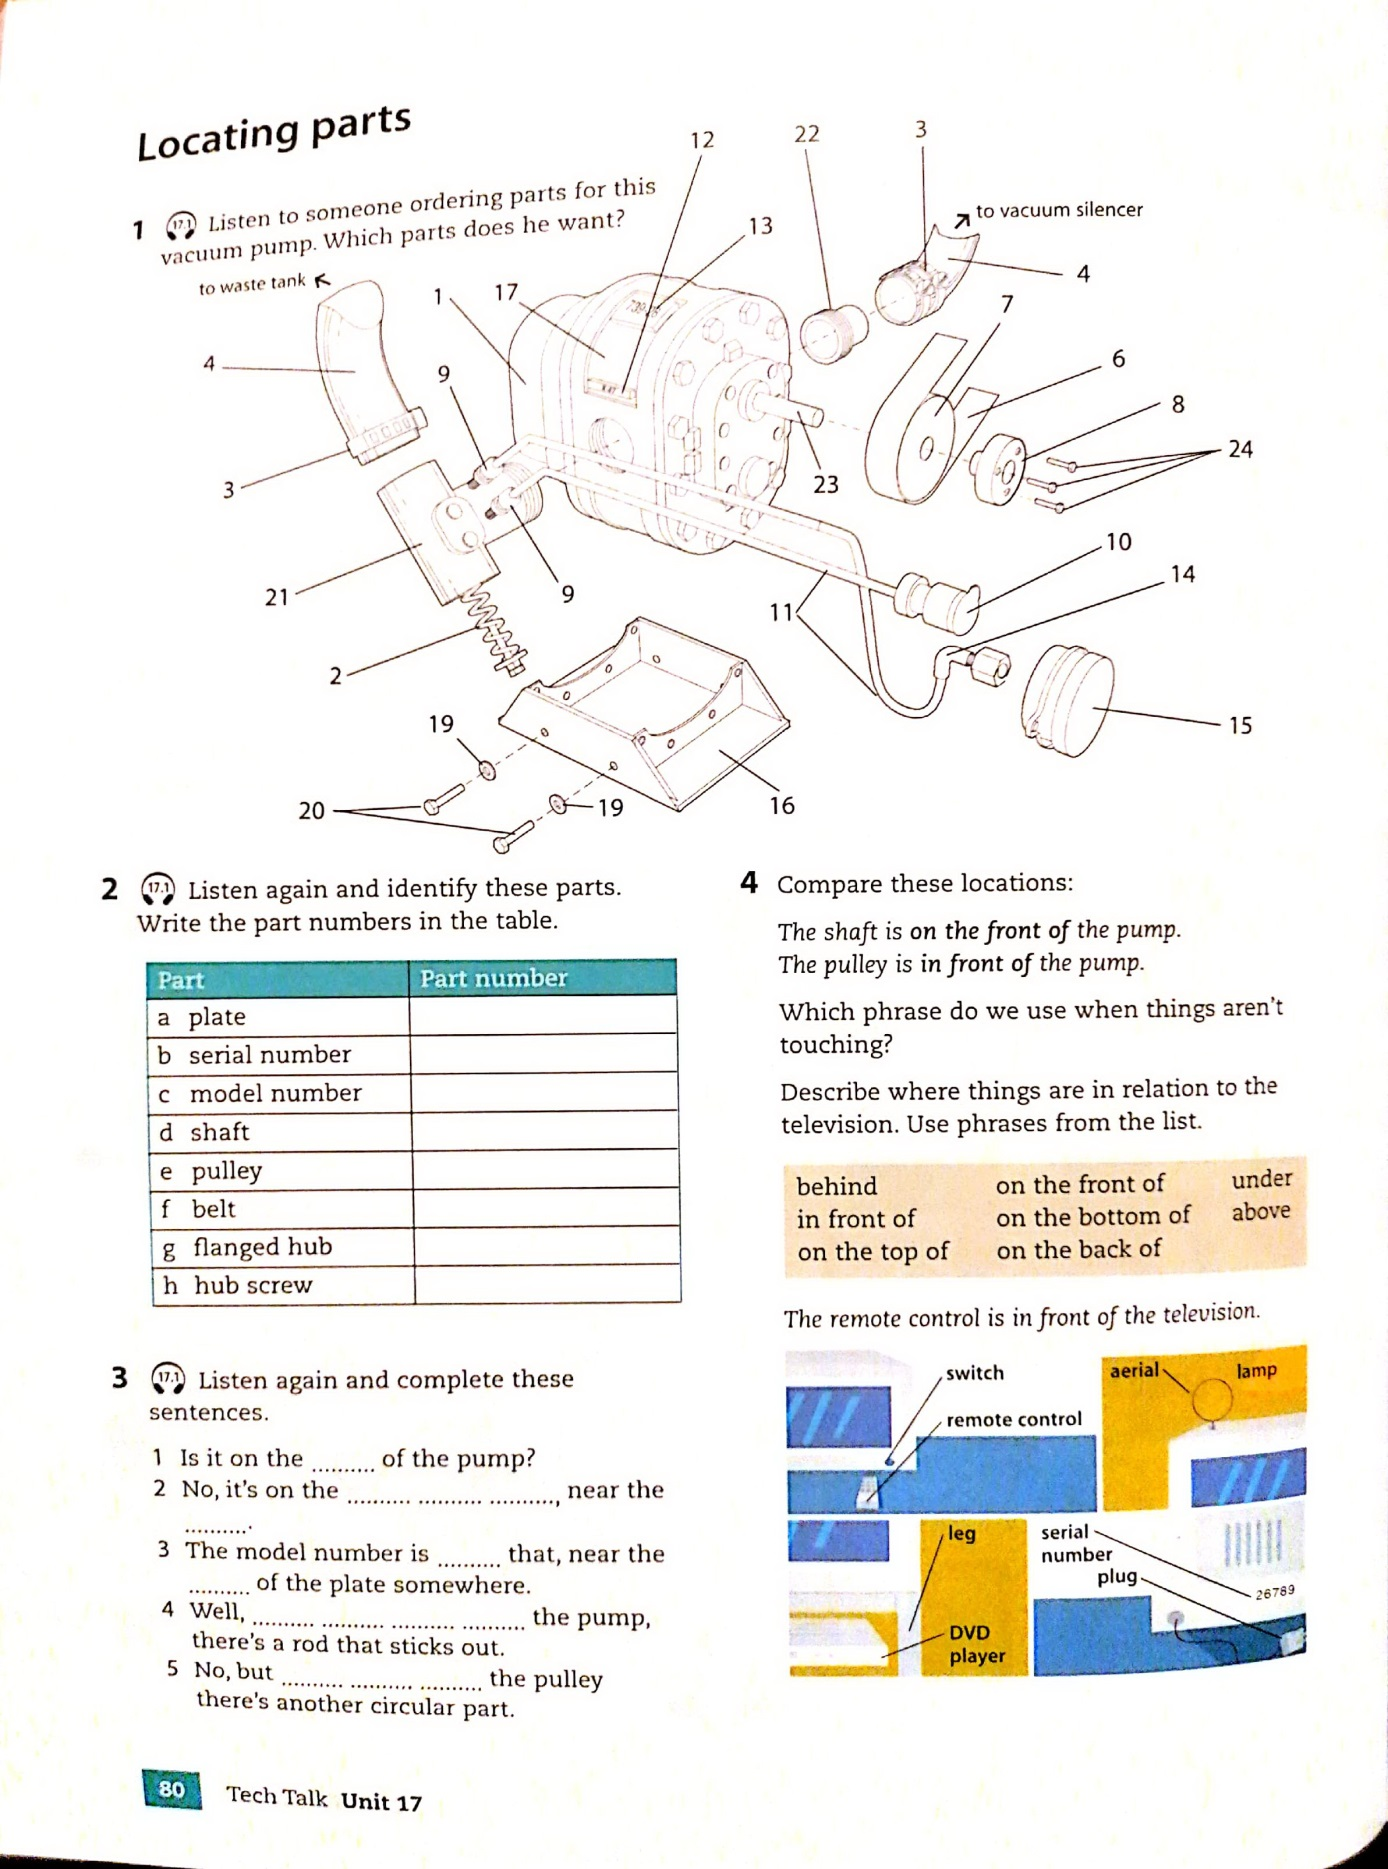 Locating parts
1 17.1 Listen to someone ordering parts for this
vacuum pump. Which parts does he want?
to waste tank
to vacuum silencer
12
22
3
13
4
1
17
7
4
9
6
8
24
3
23
10
14
21
9
11
2
19
15
20
19
16
2 17.1 Listen again and identify these parts.
Write the part numbers in the table.
Part Part number
a plate
b serial number
c model number
d shaft
e pulley
f belt
g flanged hub
h hub screw
3 17.1 Listen again and complete these
sentences.
1 Is it on the .......... of the pump?
2 No, it's on the .......... .......... .........., near the
..........
3 The model number is .......... that, near the
.......... of the plate somewhere.
4 Well, .......... .......... .......... .......... the pump,
there's a rod that sticks out.
5 No, but .......... .......... .......... the pulley
there's another circular part.
4 Compare these locations:
The shaft is on the front of the pump.
The pulley is in front of the pump.
Which phrase do we use when things aren't
touching?
Describe where things are in relation to the
television. Use phrases from the list.
behind on the front of under
in front of on the bottom of above
on the top of on the back of
The remote control is in front of the television.
switch
remote control
aerial
lamp
leg
DVD
player
serial
number
plug
26789
80 Tech Talk Unit 17